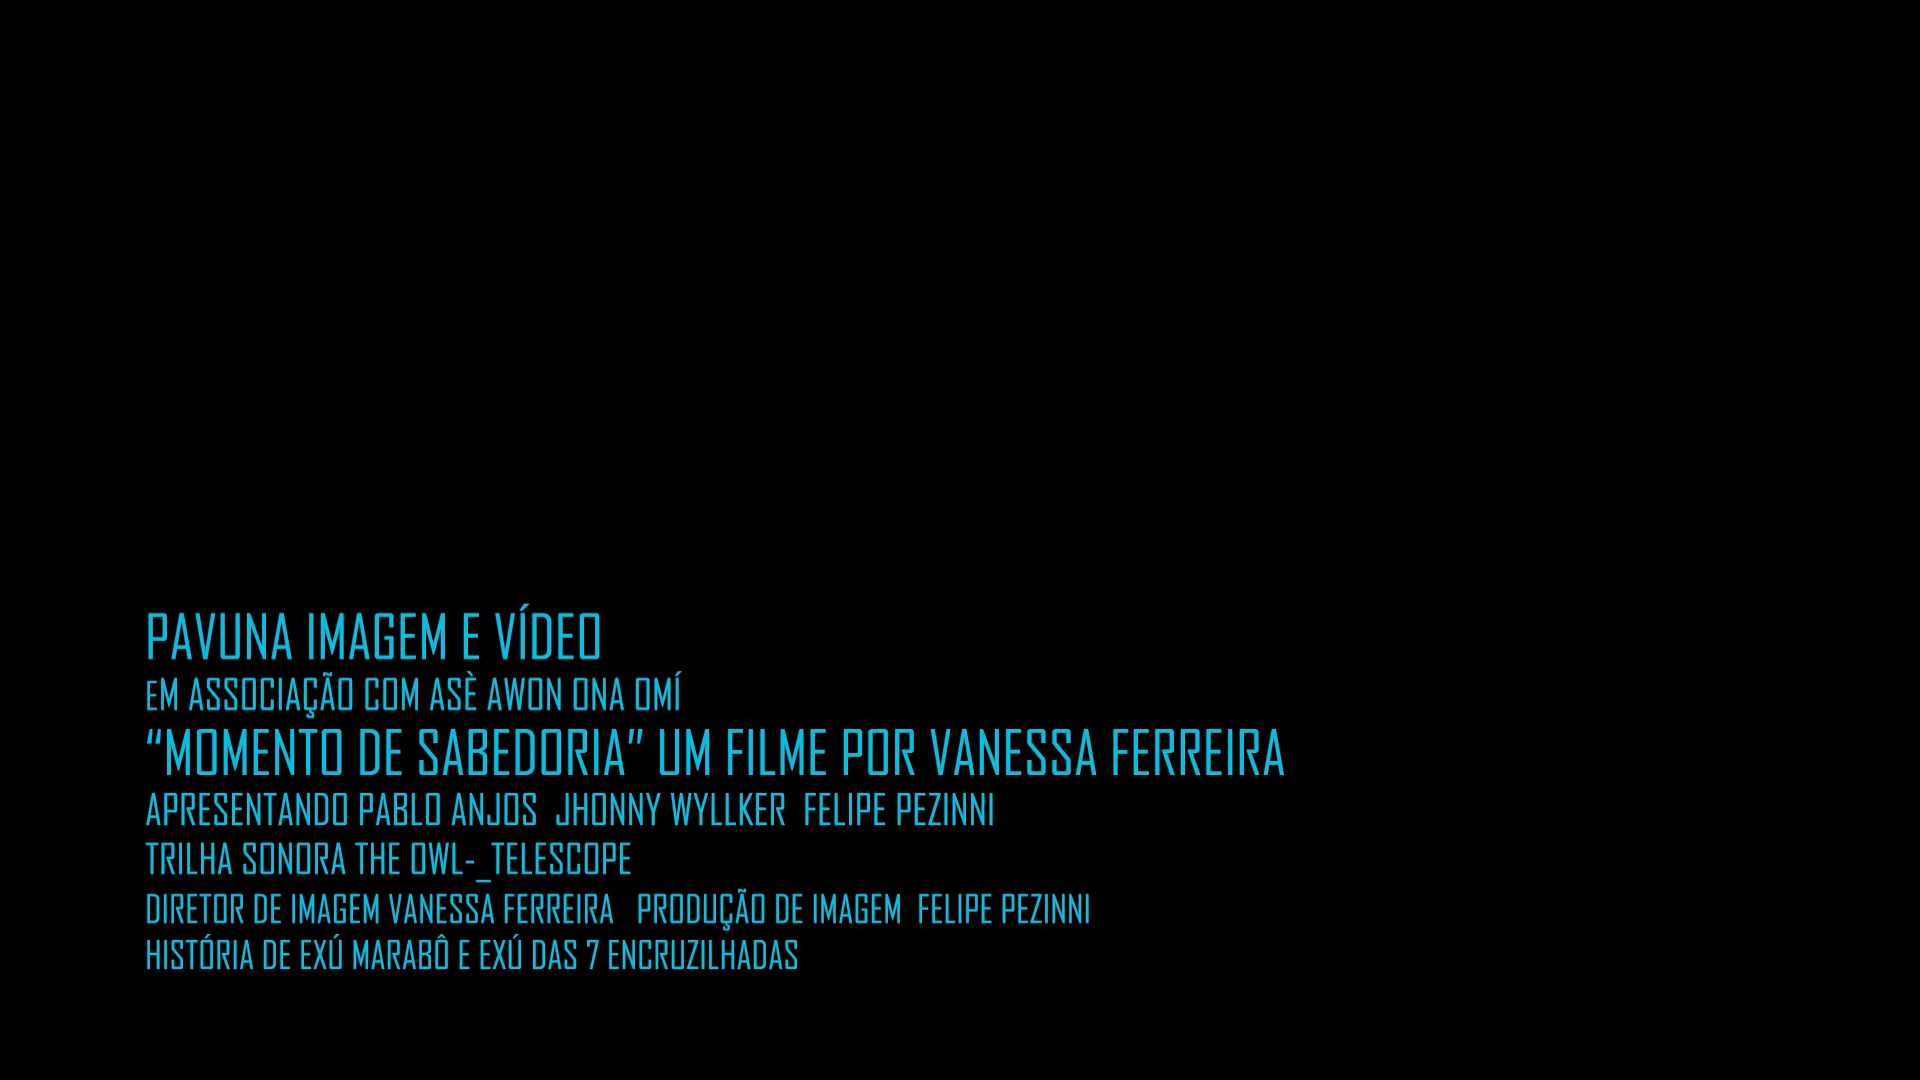 PAVUNA IMAGEM E VÍDEO
EM ASSOCIAÇÃO COM ASÈ AWON ONA OMÍ
“MOMENTO DE SABEDORIA” UM FILME POR VANESSA FERREIRA
APRESENTANDO PABLO ANJOS  JHONNY WYLLKER  FELIPE PEZINNI
TRILHA SONORA THE OWL-_TELESCOPE
DIRETOR DE IMAGEM VANESSA FERREIRA   PRODUÇÃO DE IMAGEM  FELIPE PEZINNI
HISTÓRIA DE EXÚ MARABÔ E EXÚ DAS 7 ENCRUZILHADAS